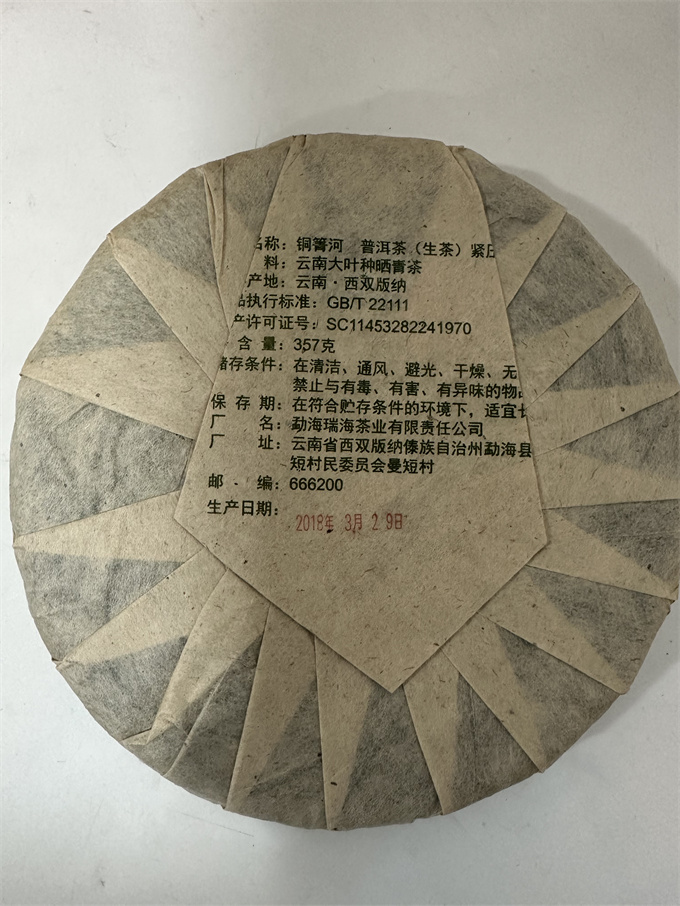 名称：铜箐河 普洱茶（生茶）紧压
料：云南大叶种晒青茶
产地：云南·西双版纳
品执行标准：GB/T 22111
产许可证号：SC11453282241970
含量：357克
储存条件：在清洁、通风、避光、干燥、无
禁止与有毒、有害、有异味的物品
保存期：在符合贮存条件的环境下，适宜长
厂名：勐海瑞海茶业有限责任公司
厂址：云南省西双版纳傣族自治州勐海县
短村民委员会曼短村
邮编：666200
生产日期：
2018年 3月 29日